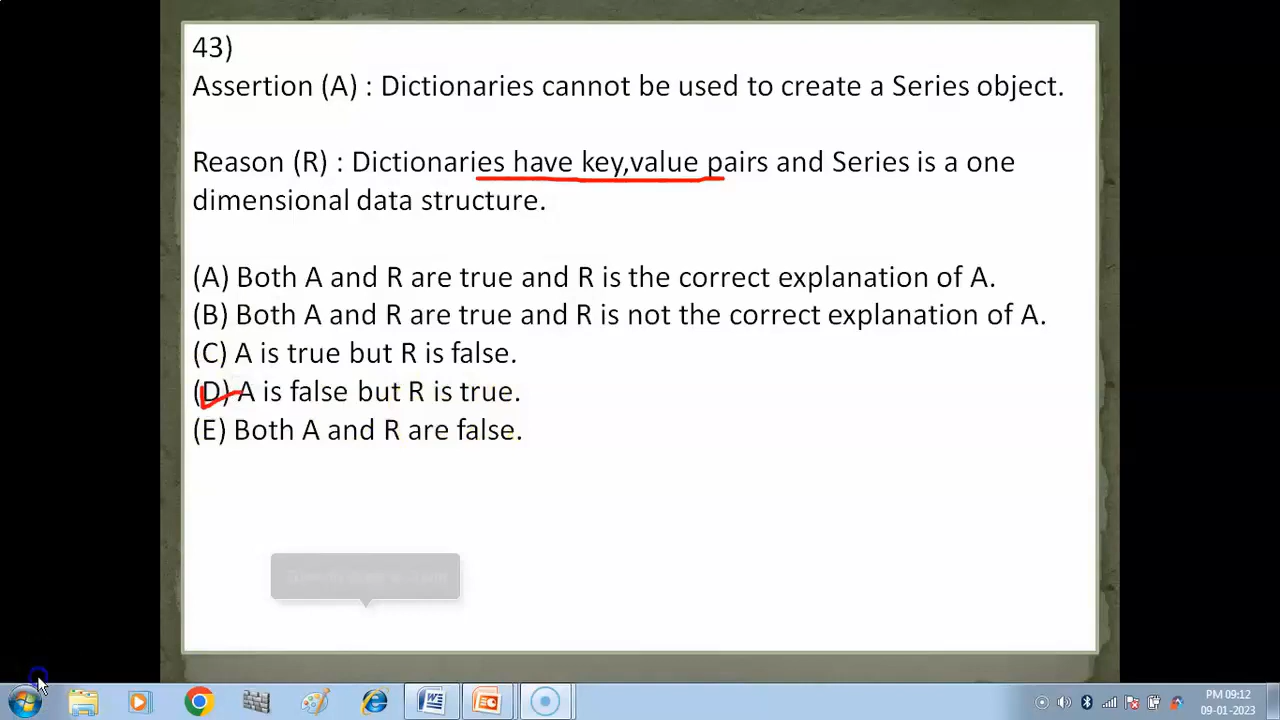 43)
Assertion (A) : Dictionaries cannot be used to create a Series object.
Reason (R) : Dictionaries have key,value pairs and Series is a one
dimensional data structure.
(A) Both A and R are true and R is the correct explanation of A.
(B) Both A and R are true and R is not the correct explanation of A.
(C) A is true but R is false.
(D) A is false but R is true.
(E) Both A and R are false.
PM 09:12
09-01-2023